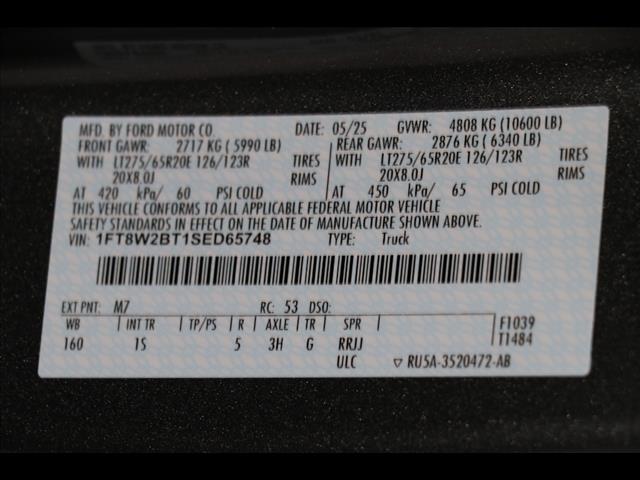 MFD. BY FORD MOTOR CO. DATE: 05/25 GVWR: 4808 KG (10600 LB)
FRONT GAWR: 2717 KG ( 5990 LB) REAR GAWR: 2876 KG ( 6340 LB)
WITH LT275/65R20E 126/123R TIRES WITH LT275/65R20E 126/123R TIRES
20X8.0J RIMS 20X8.0J RIMS
AT 420 kPa/ 60 PSI COLD AT 450 kPa/ 65 PSI COLD
THIS VEHICLE CONFORMS TO ALL APPLICABLE FEDERAL MOTOR VEHICLE
SAFETY STANDARDS IN EFFECT ON THE DATE OF MANUFACTURE SHOWN ABOVE.
VIN: 1FT8W2BT1SED65748 TYPE: Truck
EXT PNT: M7 RC: 53 DSO:
WB INT TR TP/PS R AXLE TR SPR F1039
160 1S 5 3H G RRJJ T1484
ULC ▽ RU5A-3520472-AB